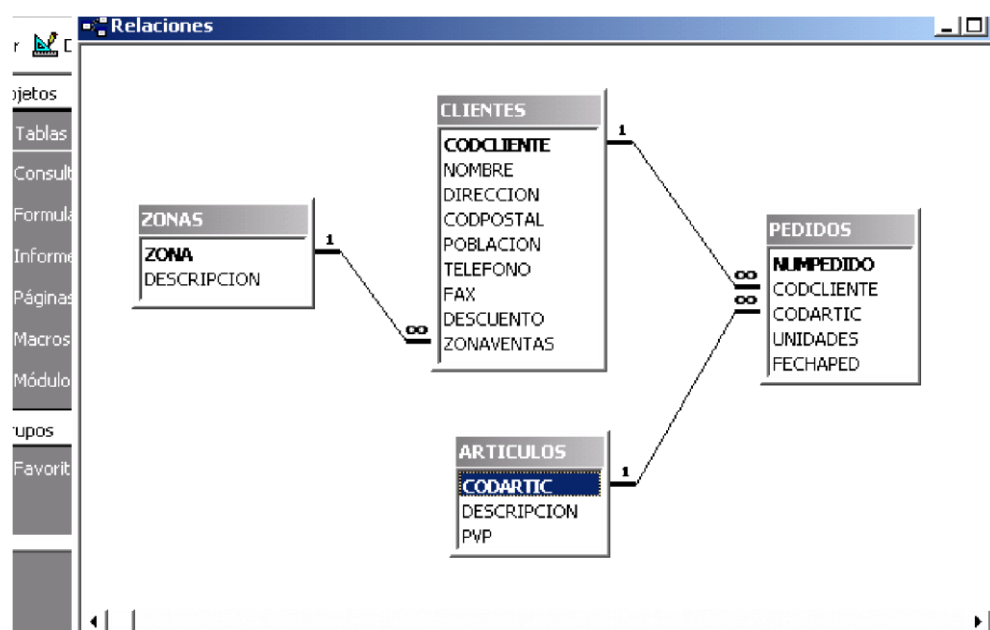 Relaciones
r
D
ojetos
Tablas
Consult
Formula
Informe
Páginas
Macros
Módulo
rupos
Favorit
ZONAS
ZONA
DESCRIPCION
1
∞
CLIENTES
CODCLIENTE
NOMBRE
DIRECCION
CODPOSTAL
POBLACION
TELEFONO
FAX
DESCUENTO
ZONAVENTAS
1
∞
PEDIDOS
NUMPEDIDO
CODCLIENTE
CODARTIC
UNIDADES
FECHAPED
∞
1
ARTICULOS
CODARTIC
DESCRIPCION
PVP